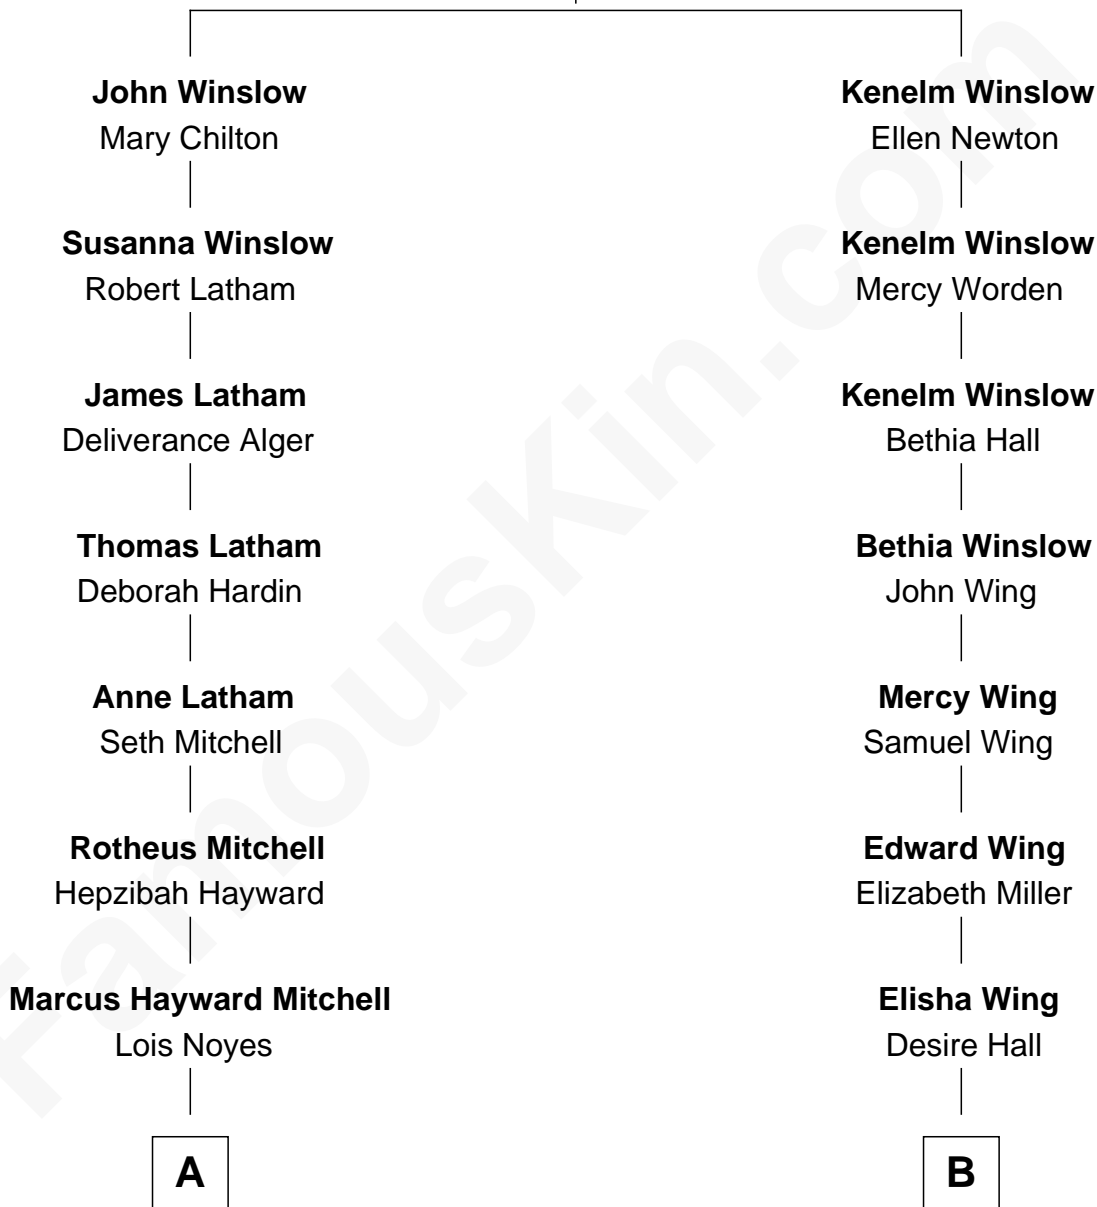 John Winslow
Mary Chilton
Susanna Winslow
Robert Latham
James Latham
Deliverance Alger
Thomas Latham
Deborah Hardin
Anne Latham
Seth Mitchell
Rotheus Mitchell
Hepzibah Hayward
Marcus Hayward Mitchell
Lois Noyes
A
Kenelm Winslow
Ellen Newton
Kenelm Winslow
Mercy Worden
Kenelm Winslow
Bethia Hall
Bethia Winslow
John Wing
Mercy Wing
Samuel Wing
Edward Wing
Elizabeth Miller
Elisha Wing
Desire Hall
B
FamousKin.com